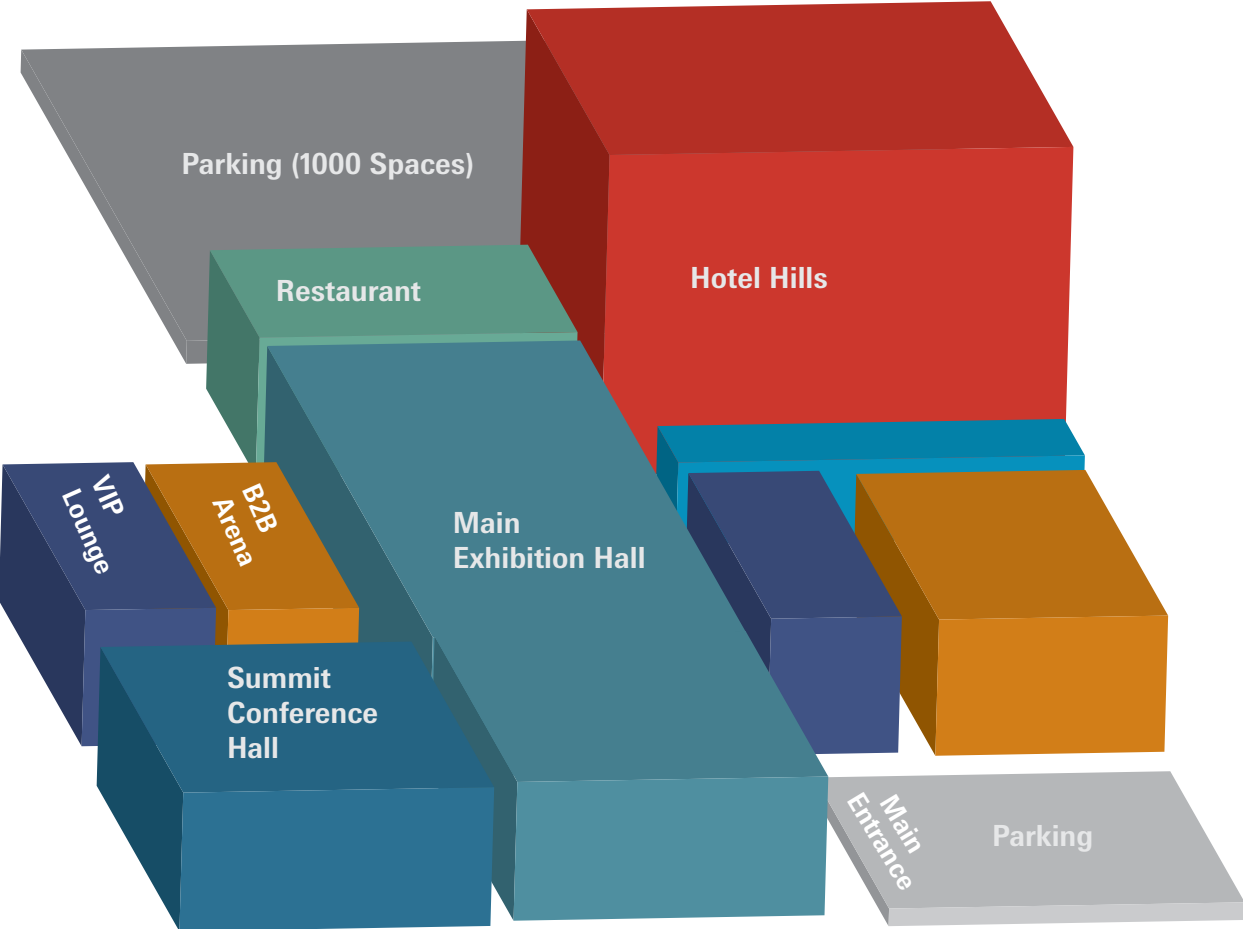 Parking (1000 Spaces)
Hotel Hills
Restaurant
VIP
Lounge
B2B
Arena
Main
Exhibition Hall
Summit
Conference
Hall
Main
Entrance
Parking